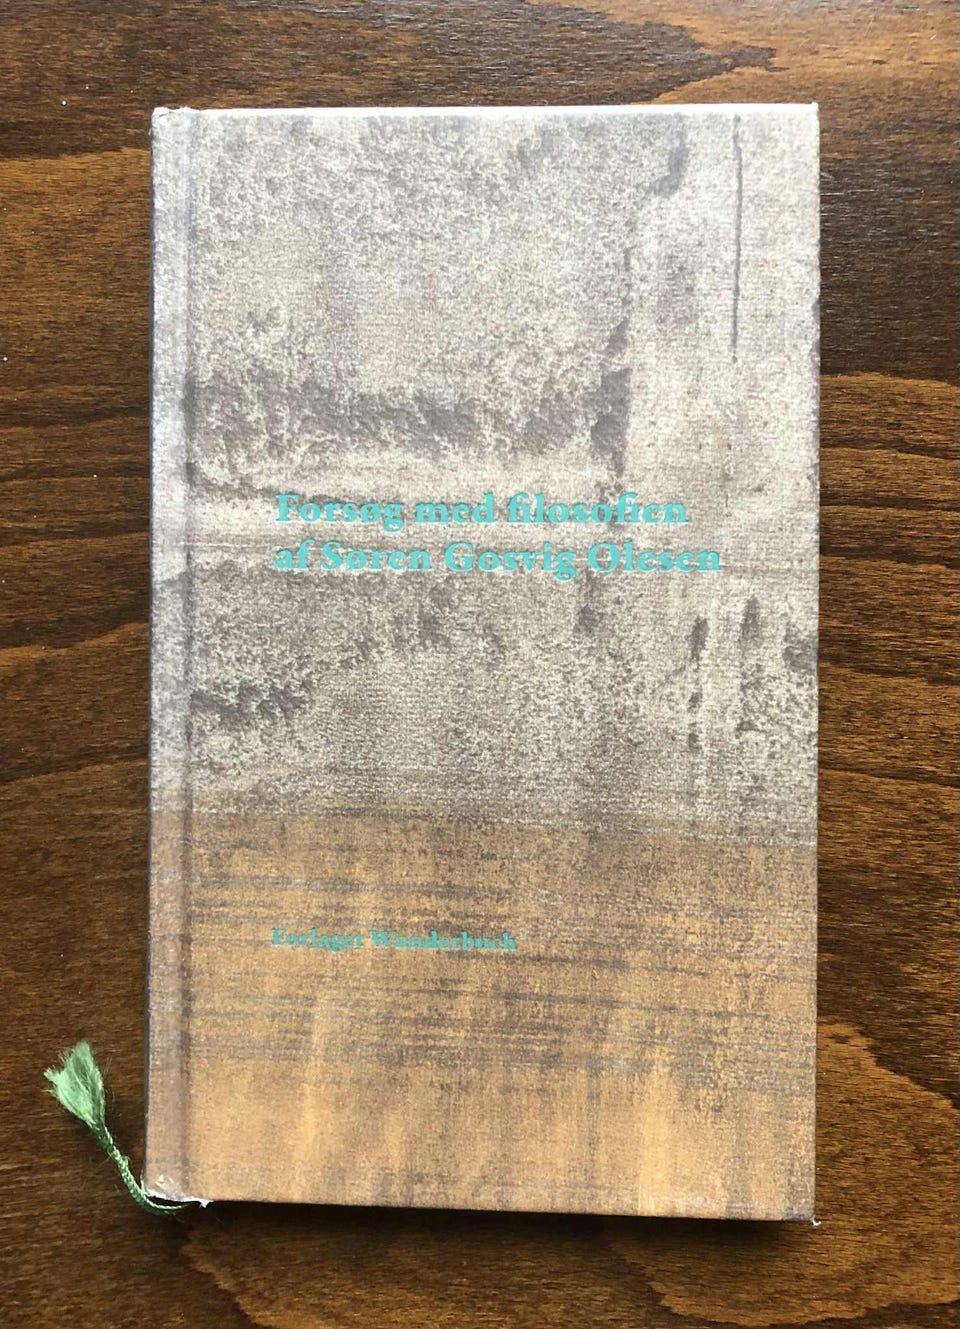 Forsøg med filosofien
af Søren Gosvig Olesen
Forlaget Wunderbuch